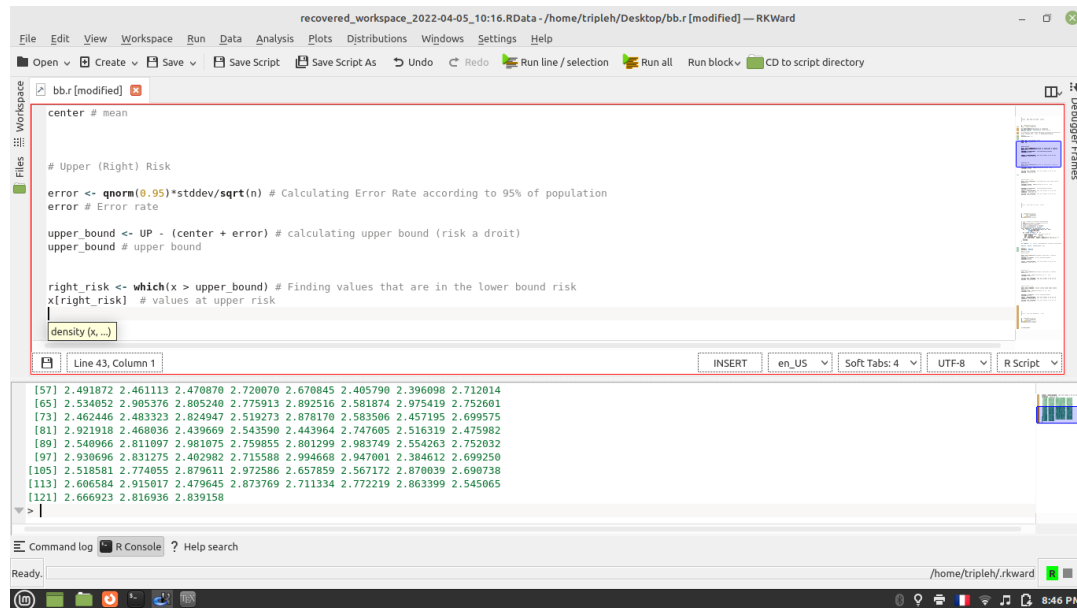 recovered_workspace_2022-04-05_10:16.RData - /home/tripleh/Desktop/bb.r [modified] — RKWard
File Edit View Workspace Run Data Analysis Plots Distributions Windows Settings Help
Open Create Save Save Script Save Script As Undo Redo Run line / selection Run all Run block CD to script directory
Workspace
Files
bb.r [modified]
Debugger Frames
center # mean
# Upper (Right) Risk
error <- qnorm(0.95)*stddev/sqrt(n) # Calculating Error Rate according to 95% of population
error # Error rate
upper_bound <- UP - (center + error) # calculating upper bound (risk a droit)
upper_bound # upper bound
right_risk <- which(x > upper_bound) # Finding values that are in the lower bound risk
x[right_risk]  # values at upper risk
density (x, ...)
Line 43, Column 1 INSERT en_US Soft Tabs: 4 UTF-8 R Script
[57] 2.491872 2.461113 2.470870 2.720070 2.670845 2.405790 2.396098 2.712014
[65] 2.534052 2.905376 2.805240 2.775913 2.892516 2.581874 2.975419 2.752601
[73] 2.462446 2.483323 2.824947 2.519273 2.878170 2.583506 2.457195 2.699575
[81] 2.921918 2.468036 2.439669 2.543590 2.443964 2.747605 2.516319 2.475982
[89] 2.540966 2.811097 2.981075 2.759855 2.801299 2.983749 2.554263 2.752032
[97] 2.930696 2.831275 2.402982 2.715588 2.994668 2.947001 2.384612 2.699250
[105] 2.518581 2.774055 2.879611 2.972586 2.657859 2.567172 2.870039 2.690738
[113] 2.606584 2.915017 2.479645 2.873769 2.711334 2.772219 2.863399 2.545065
[121] 2.666923 2.816936 2.839158
>
Command log R Console ? Help search
Ready. /home/tripleh/.rkward R
8:46 PM